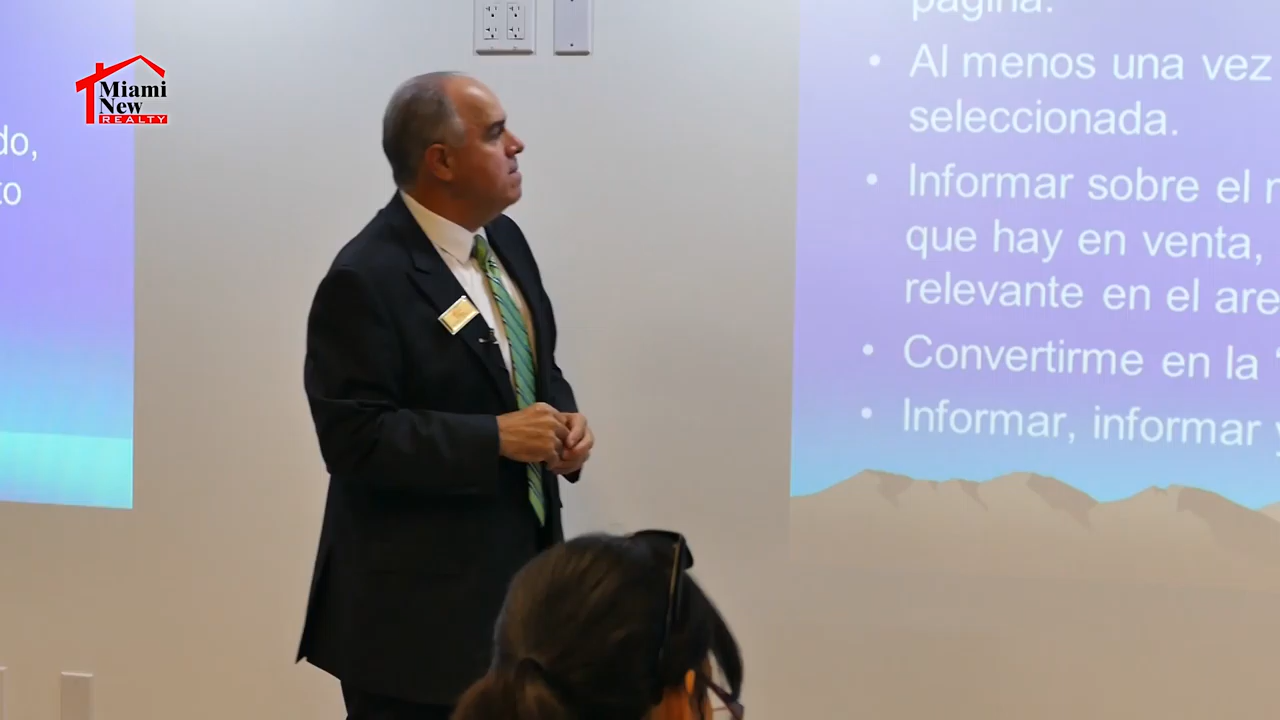 Miami
New
REALTY
do,
to
página.
Al menos una vez
seleccionada.
Informar sobre el
que hay en venta,
relevante en el are
Convertirme en la
Informar, informar y